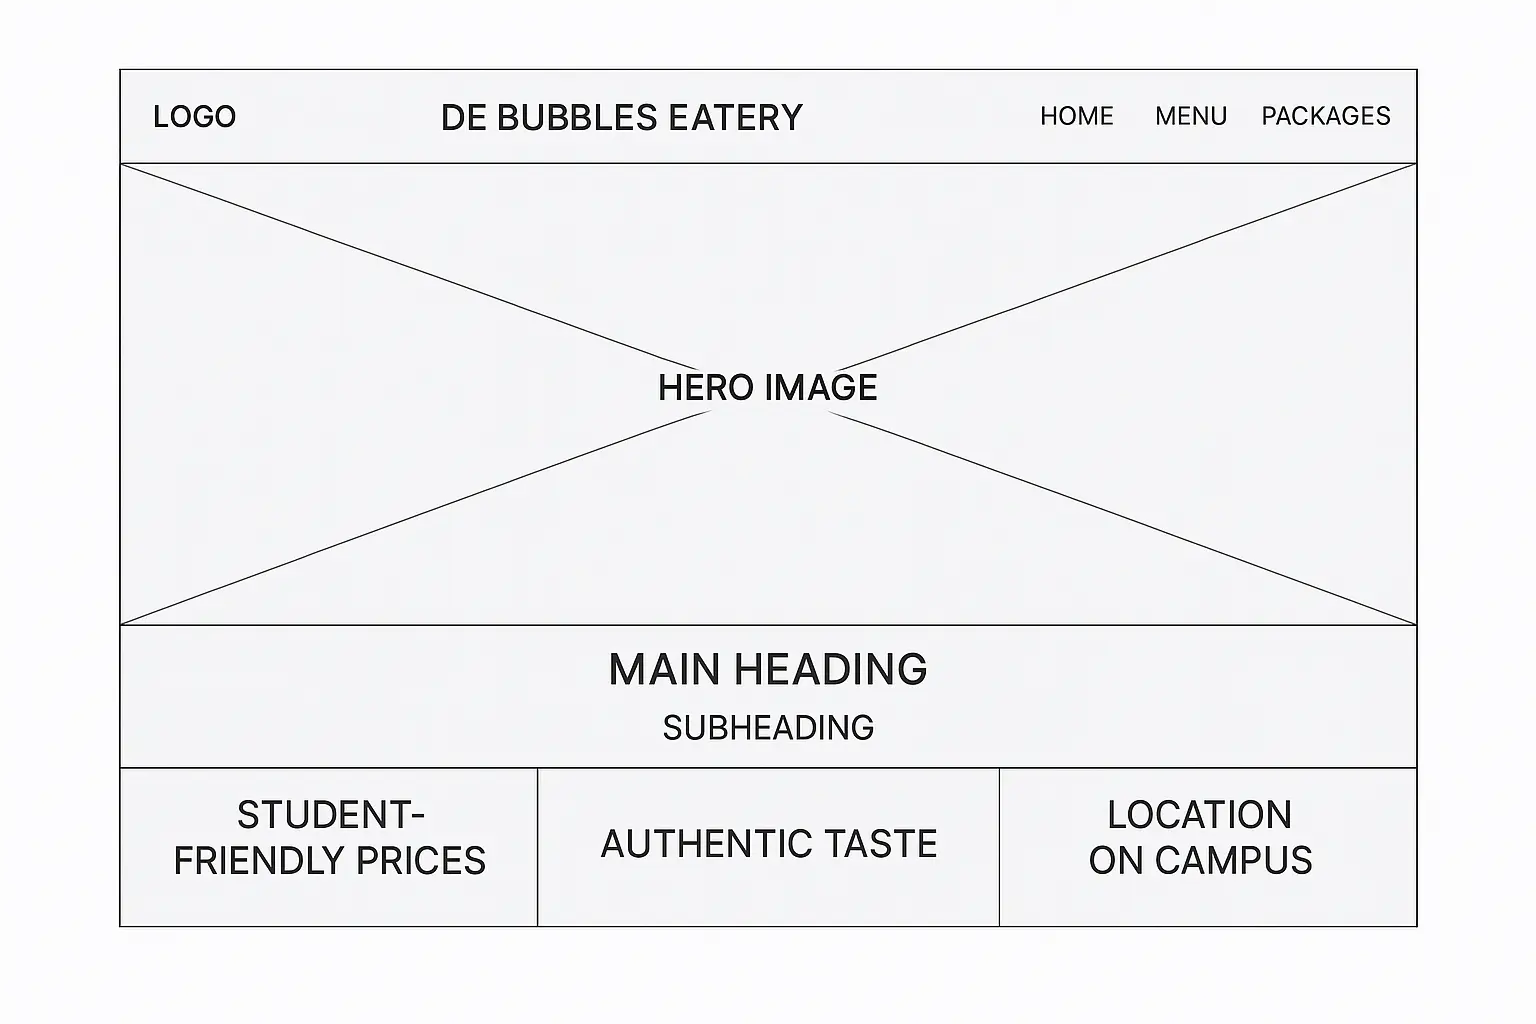 LOGO
DE BUBBLES EATERY
HOME MENU PACKAGES
HERO IMAGE
MAIN HEADING
SUBHEADING
STUDENT-
FRIENDLY PRICES
AUTHENTIC TASTE
LOCATION
ON CAMPUS